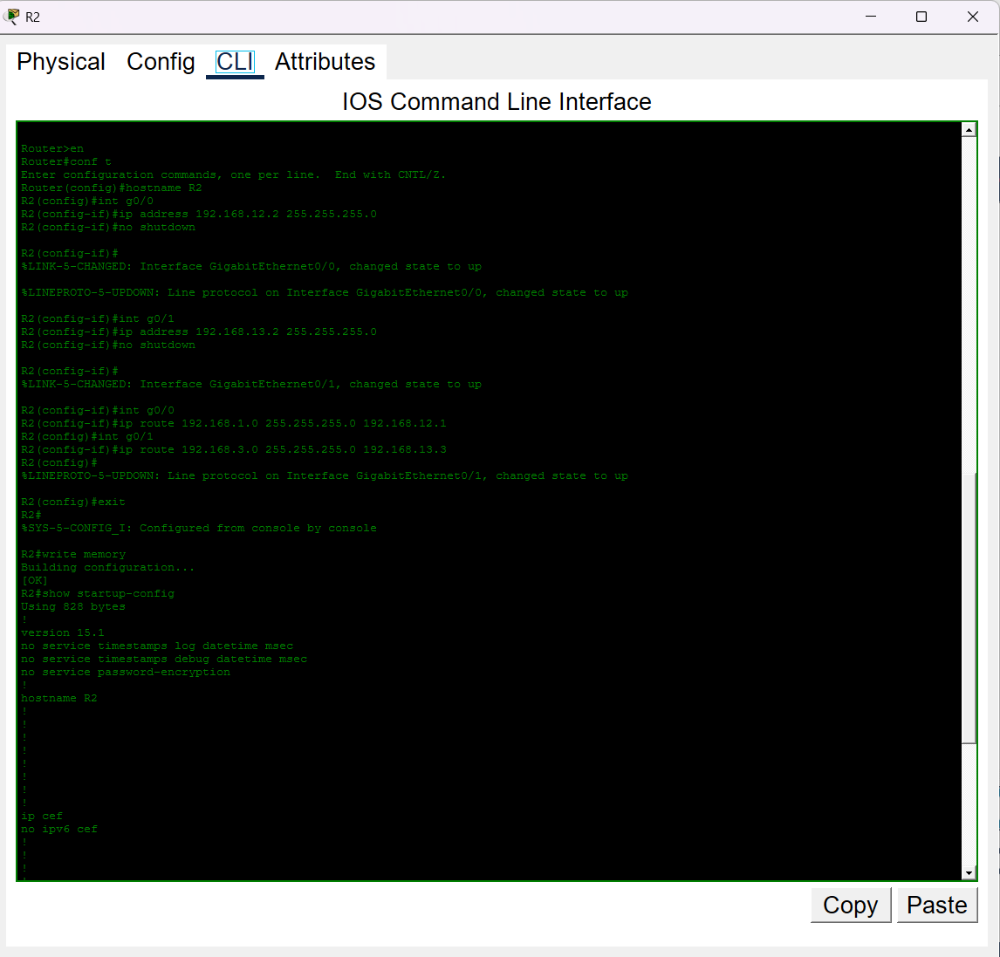 R2
Physical Config CLI Attributes
IOS Command Line Interface
Router>en
Router#conf t
Enter configuration commands, one per line.  End with CNTL/Z.
Router(config)#hostname R2
R2(config)#int g0/0
R2(config-if)#ip address 192.168.12.2 255.255.255.0
R2(config-if)#no shutdown
R2(config-if)#
%LINK-5-CHANGED: Interface GigabitEthernet0/0, changed state to up
%LINEPROTO-5-UPDOWN: Line protocol on Interface GigabitEthernet0/0, changed state to up
R2(config-if)#int g0/1
R2(config-if)#ip address 192.168.13.2 255.255.255.0
R2(config-if)#no shutdown
R2(config-if)#
%LINK-5-CHANGED: Interface GigabitEthernet0/1, changed state to up
R2(config-if)#int g0/0
R2(config-if)#ip route 192.168.1.0 255.255.255.0 192.168.12.1
R2(config)#int g0/1
R2(config-if)#ip route 192.168.3.0 255.255.255.0 192.168.13.3
R2(config)#
%LINEPROTO-5-UPDOWN: Line protocol on Interface GigabitEthernet0/1, changed state to up
R2(config)#exit
R2#
%SYS-5-CONFIG_I: Configured from console by console
R2#write memory
Building configuration...
[OK]
R2#show startup-config
Using 828 bytes
!
version 15.1
no service timestamps log datetime msec
no service timestamps debug datetime msec
no service password-encryption
!
hostname R2
!
!
!
!
!
!
!
!
ip cef
no ipv6 cef
!
!
!
!
Copy Paste